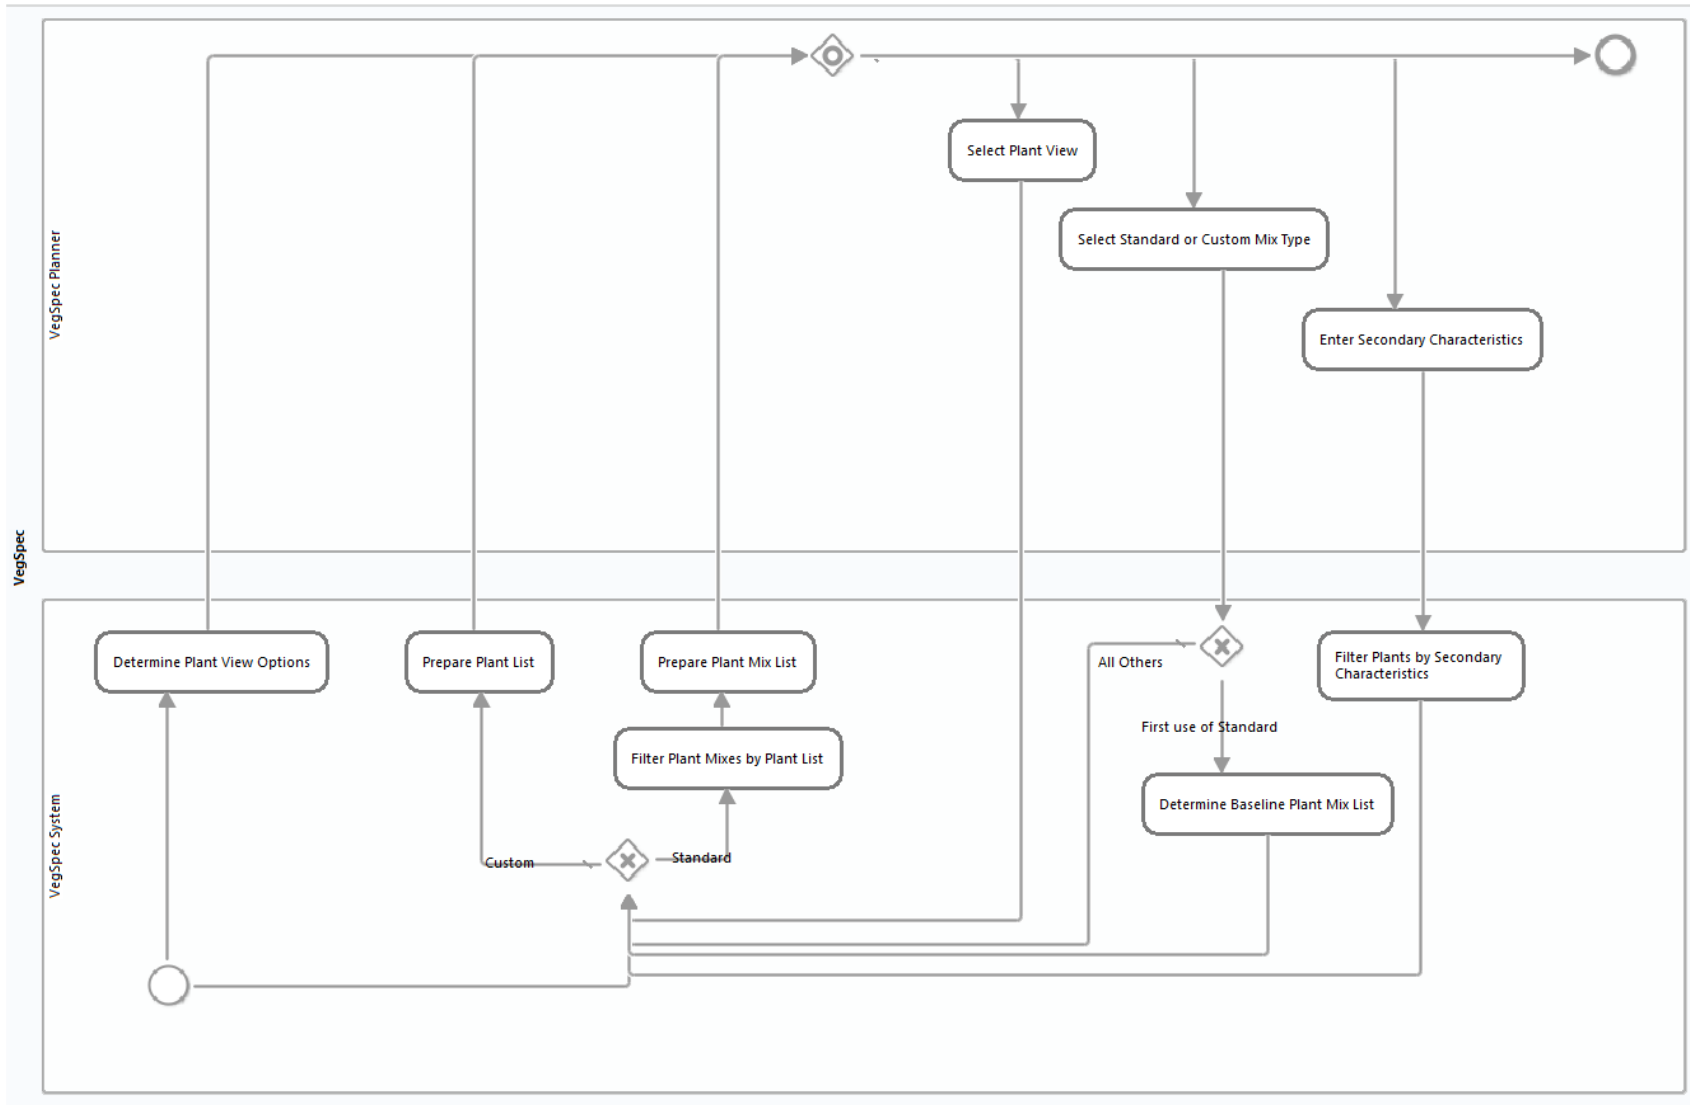 VegSpec
VegSpec Planner
Select Plant View
Select Standard or Custom Mix Type
Enter Secondary Characteristics
VegSpec System
Determine Plant View Options
Prepare Plant List
Prepare Plant Mix List
All Others
Filter Plants by Secondary
Characteristics
First use of Standard
Filter Plant Mixes by Plant List
Determine Baseline Plant Mix List
Custom
Standard